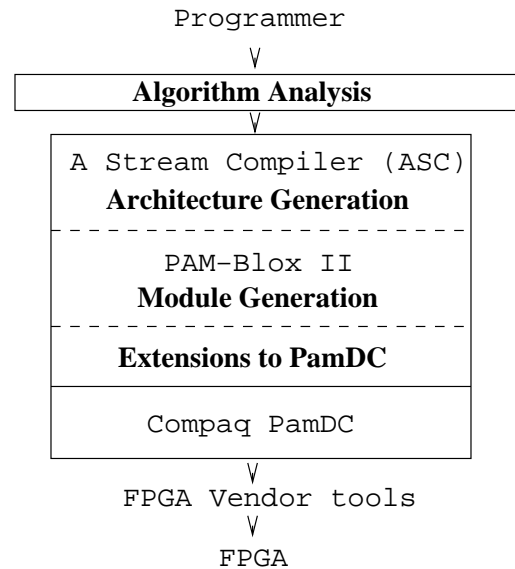 Programmer
Algorithm Analysis
A Stream Compiler (ASC)
Architecture Generation
PAM-Blox II
Module Generation
Extensions to PamDC
Compaq PamDC
FPGA Vendor tools
FPGA